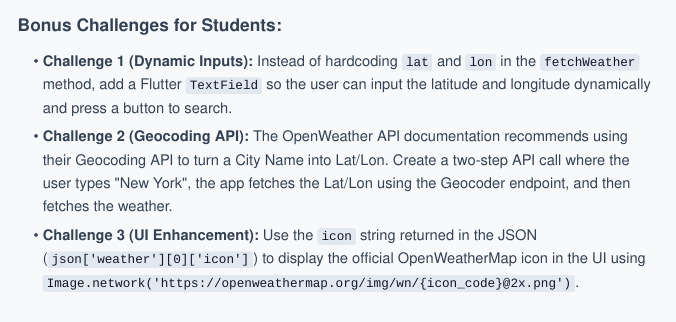 Bonus Challenges for Students:
• Challenge 1 (Dynamic Inputs): Instead of hardcoding lat and lon in the fetchWeather
method, add a Flutter TextField so the user can input the latitude and longitude dynamically
and press a button to search.
• Challenge 2 (Geocoding API): The OpenWeather API documentation recommends using
their Geocoding API to turn a City Name into Lat/Lon. Create a two-step API call where the
user types "New York", the app fetches the Lat/Lon using the Geocoder endpoint, and then
fetches the weather.
• Challenge 3 (UI Enhancement): Use the icon string returned in the JSON
(json['weather'][0]['icon']) to display the official OpenWeatherMap icon in the UI using
Image.network('https://openweathermap.org/img/wn/{icon_code}@2x.png').